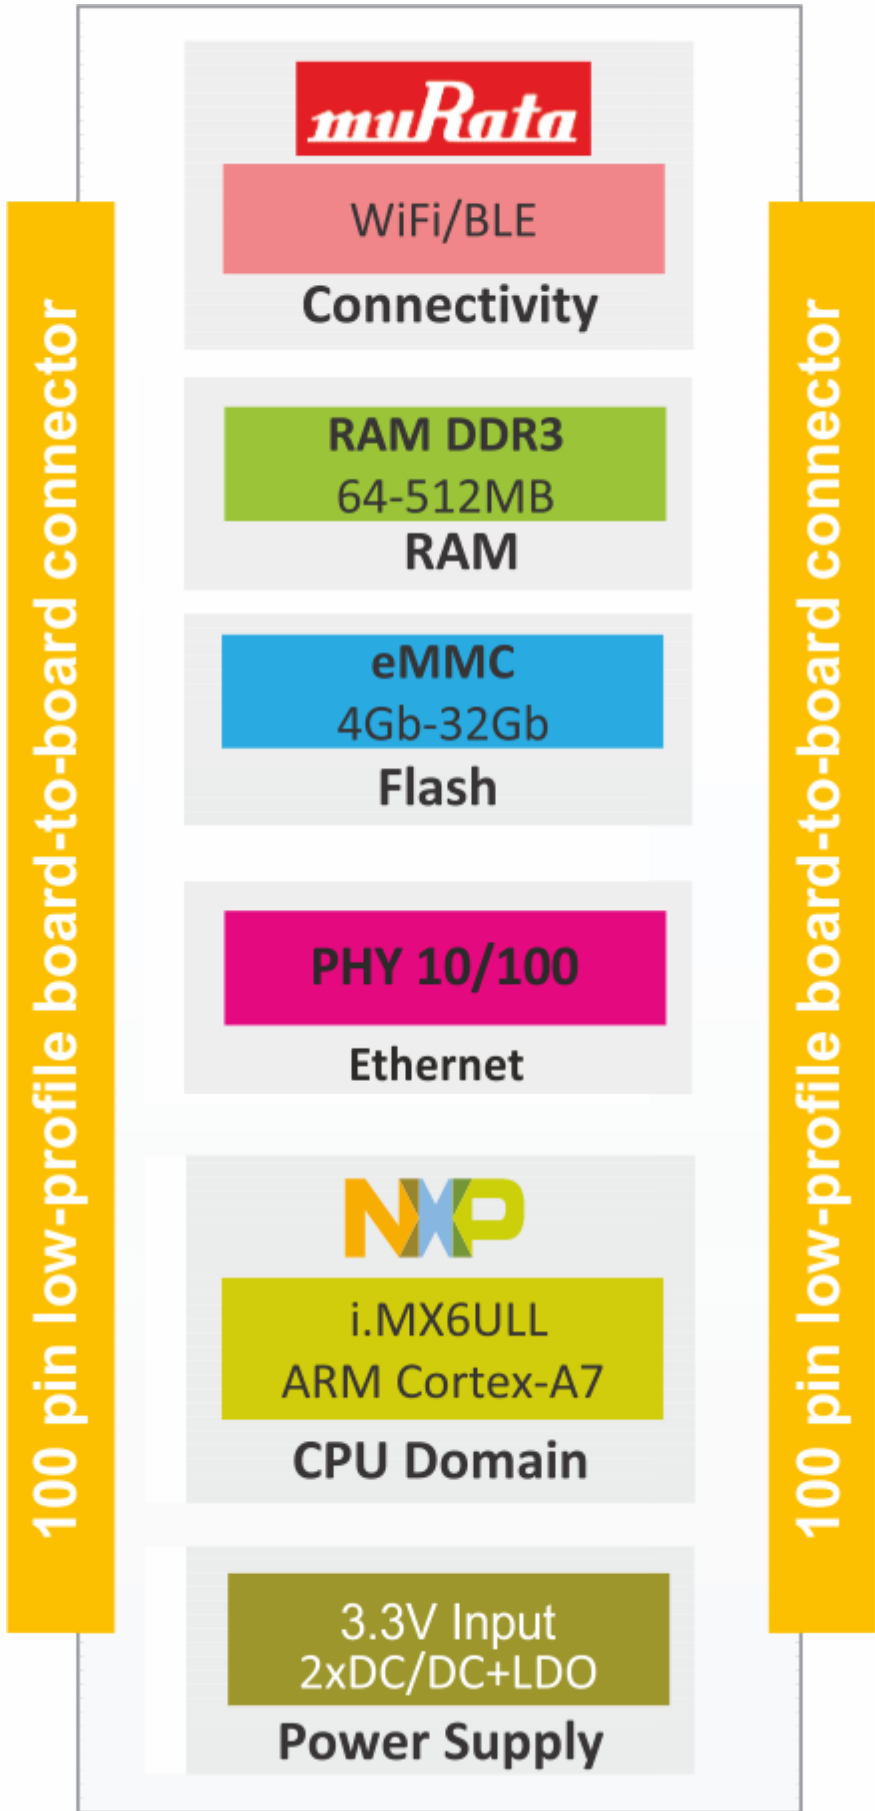 muRata
WiFi/BLE
Connectivity
RAM DDR3
64-512MB
RAM
eMMC
4Gb-32Gb
Flash
PHY 10/100
Ethernet
NXP
i.MX6ULL
ARM Cortex-A7
CPU Domain
3.3V Input
2xDC/DC+LDO
Power Supply
100 pin low-profile board-to-board connector
100 pin low-profile board-to-board connector